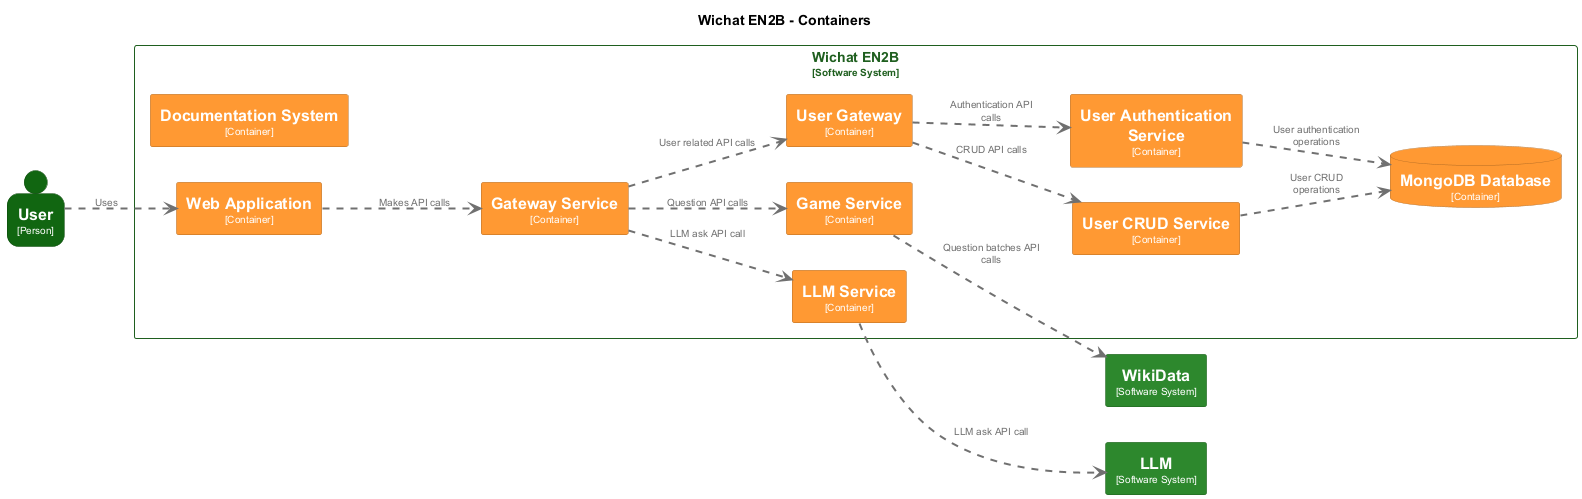 Wichat EN2B - Containers
Wichat EN2B
[Software System]
Documentation System
[Container]
User Gateway
[Container]
Authentication API
calls
User Authentication
Service
[Container]
User authentication
operations
User related API calls
CRUD API calls
MongoDB Database
[Container]
User
[Person]
Uses
Web Application
[Container]
Makes API calls
Gateway Service
[Container]
Question API calls
Game Service
[Container]
User CRUD Service
[Container]
User CRUD
operations
LLM ask API call
Question batches API
calls
LLM Service
[Container]
WikiData
[Software System]
LLM ask API call
LLM
[Software System]